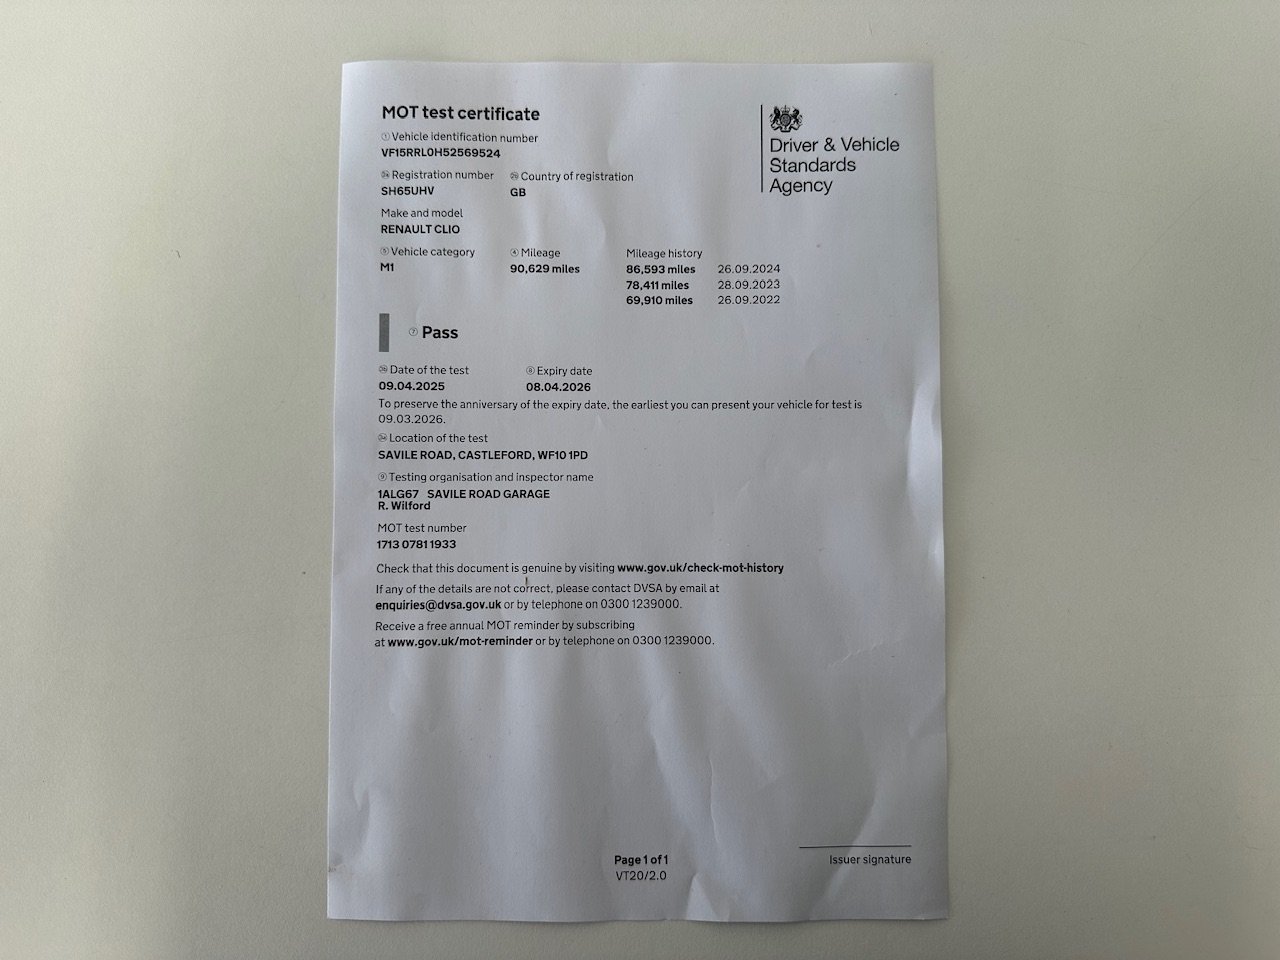 MOT test certificate
① Vehicle identification number
VF15RRL0H52569524
Registration number
SH65UHV
Country of registration
GB
Make and model
RENAULT CLIO
⑤ Vehicle category
M1
④ Mileage
90,629 miles
Mileage history
86,593 miles 26.09.2024
78,411 miles 28.09.2023
69,910 miles 26.09.2022
Driver & Vehicle
Standards
Agency
⑦ Pass
Date of the test
09.04.2025
⑧ Expiry date
08.04.2026
To preserve the anniversary of the expiry date, the earliest you can present your vehicle for test is
09.03.2026.
Location of the test
SAVILE ROAD, CASTLEFORD, WF10 1PD
⑨ Testing organisation and inspector name
1ALG67 SAVILE ROAD GARAGE
R. Wilford
MOT test number
1713 0781 1933
Check that this document is genuine by visiting www.gov.uk/check-mot-history
If any of the details are not correct, please contact DVSA by email at
enquiries@dvsa.gov.uk or by telephone on 0300 1239000.
Receive a free annual MOT reminder by subscribing
at www.gov.uk/mot-reminder or by telephone on 0300 1239000.
Issuer signature
Page 1 of 1
VT20/2.0